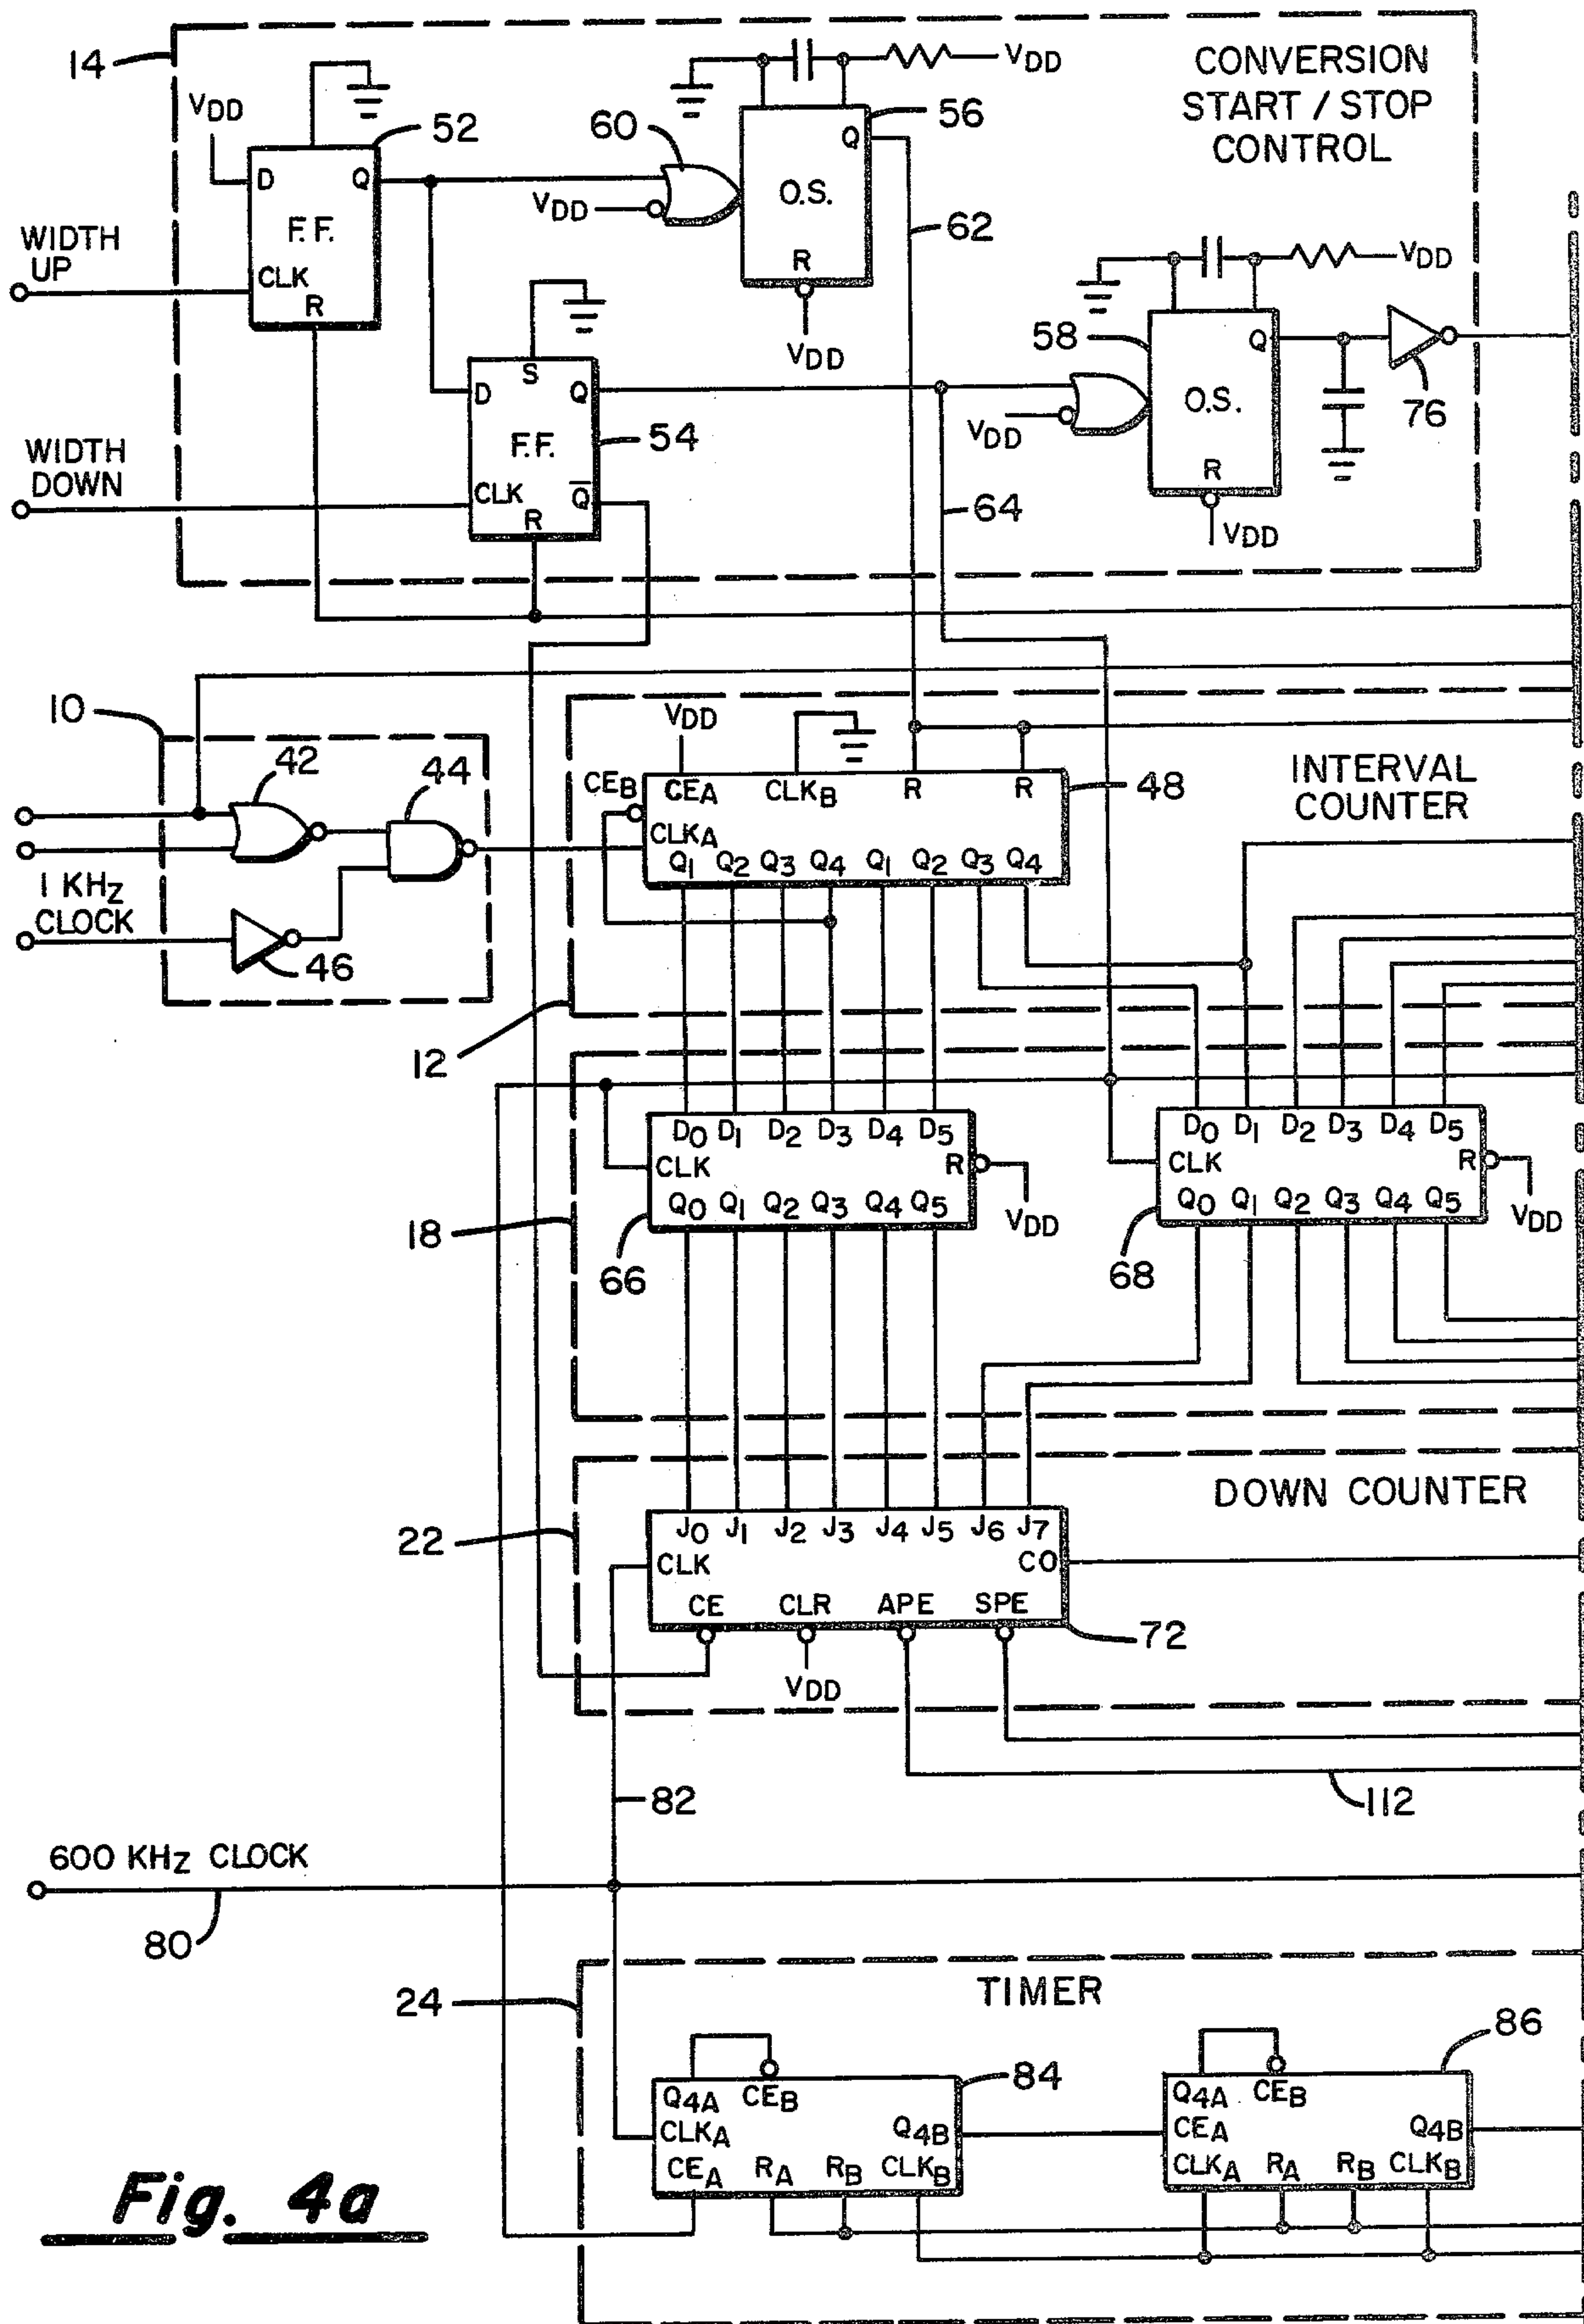 14
VDD
CONVERSION
START / STOP
CONTROL
VDD
52
60
56
Q
D
Q
F.F.
CLK
R
VDD
O.S.
R
VDD
62
WIDTH
UP
VDD
58
Q
O.S.
R
VDD
VDD
76
S
D
Q
F.F.
CLK
Q̅
R
54
64
WIDTH
DOWN
10
42
44
1 KHz
CLOCK
46
VDD
CEB
CEA
CLKB
R
R
CLKA
Q1 Q2 Q3 Q4 Q1 Q2 Q3 Q4
48
INTERVAL
COUNTER
12
D0 D1 D2 D3 D4 D5
CLK
R
Q0 Q1 Q2 Q3 Q4 Q5
VDD
66
18
D0 D1 D2 D3 D4 D5
CLK
R
Q0 Q1 Q2 Q3 Q4 Q5
VDD
68
DOWN COUNTER
22
J0 J1 J2 J3 J4 J5 J6 J7
CLK
CO
CE CLR APE SPE
72
VDD
82
112
600 KHz CLOCK
80
24
TIMER
Q4A CEB
CLKA
Q4B
CEA RA RB CLKB
84
86
Q4A CEB
CEA
Q4B
CLKA RA RB CLKB
Fig. 4a